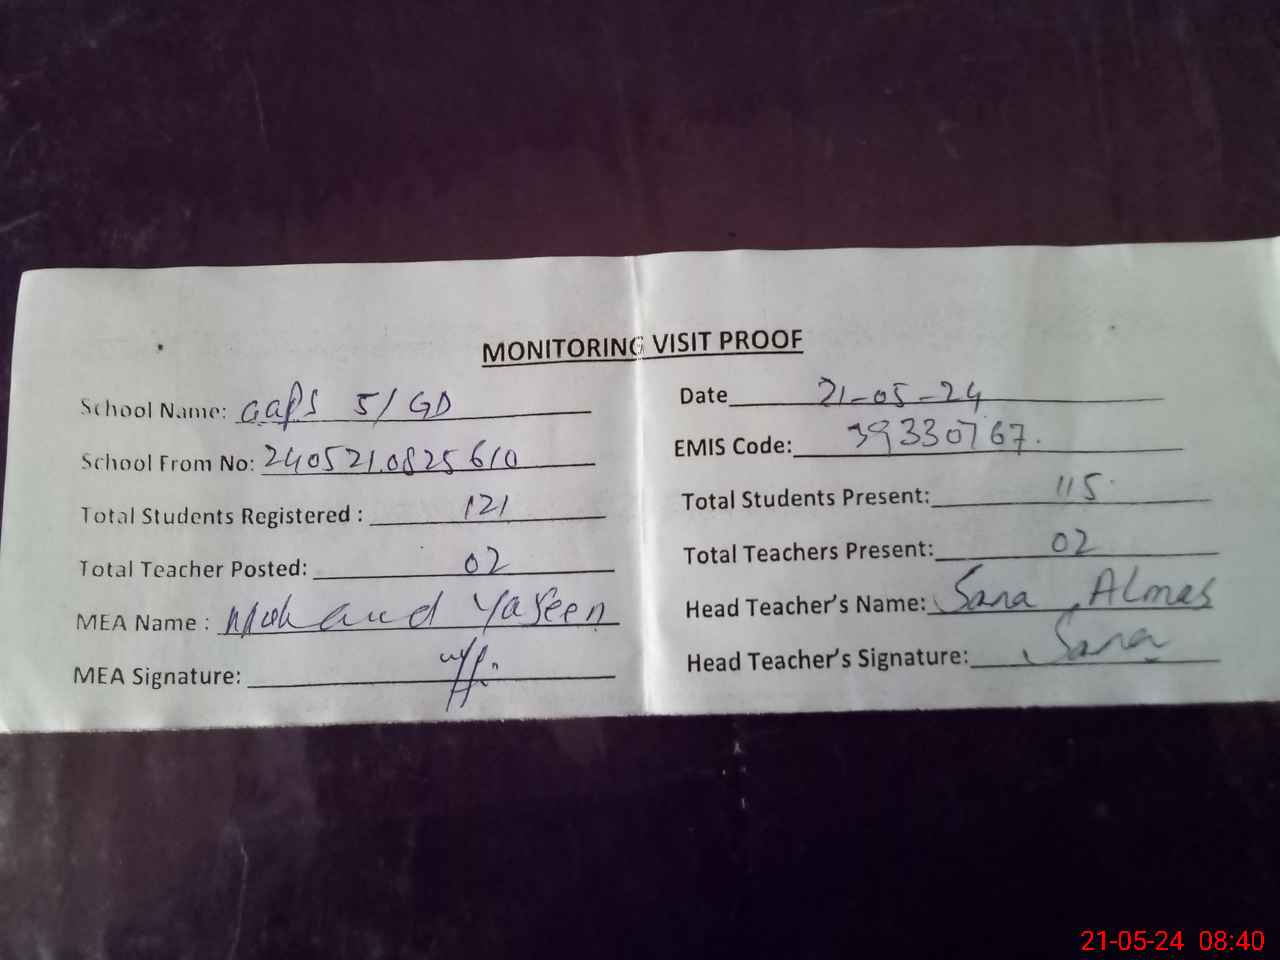 MONITORING VISIT PROOF
School Name: GGPS 5/GD
Date 21-05-24
School From No: 240521.0825610
EMIS Code: 39330767.
Total Students Registered : 121
Total Students Present: 115
Total Teacher Posted: 02
Total Teachers Present: 02
MEA Name : Yaseen
Head Teacher's Name: Sana Almas
MEA Signature:
Head Teacher's Signature: Sana
21-05-24 08:40